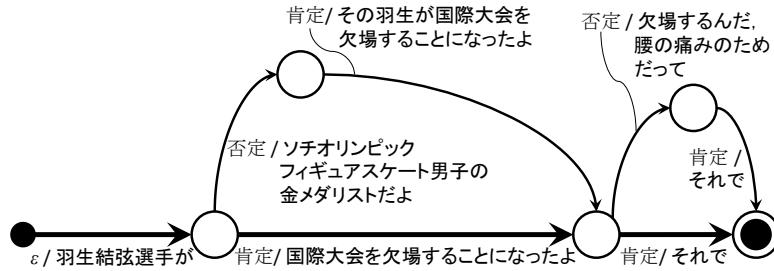 肯定/ その羽生が国際大会を
欠場することになったよ
否定 / 欠場するんだ,
腰の痛みのため
だって
否定 / ソチオリンピック
フィギュアスケート男子の
金メダリストだよ
肯定 /
それで
ε / 羽生結弦選手が
肯定/ 国際大会を欠場することになったよ
肯定/ それで